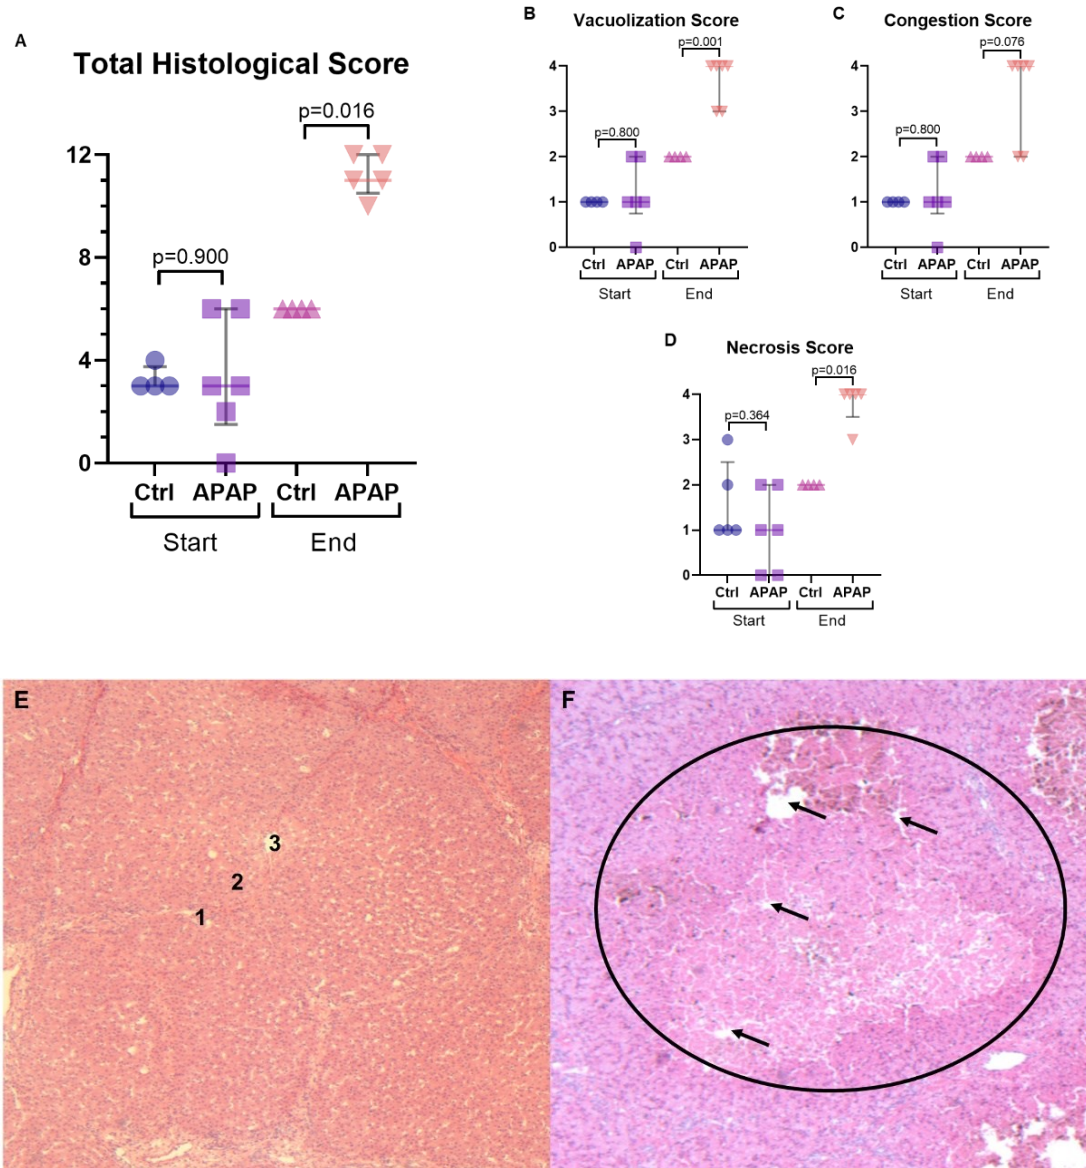 A
Total Histological Score
p=0.016
p=0.900
12
8
4
0
Ctrl APAP Ctrl APAP
Start End
B
Vacuolization Score
p=0.001
p=0.800
4
3
2
1
0
Ctrl APAP Ctrl APAP
Start End
C
Congestion Score
p=0.076
p=0.800
4
3
2
1
0
Ctrl APAP Ctrl APAP
Start End
D
Necrosis Score
p=0.016
p=0.364
4
3
2
1
0
Ctrl APAP Ctrl APAP
Start End
E
3
2
1
F